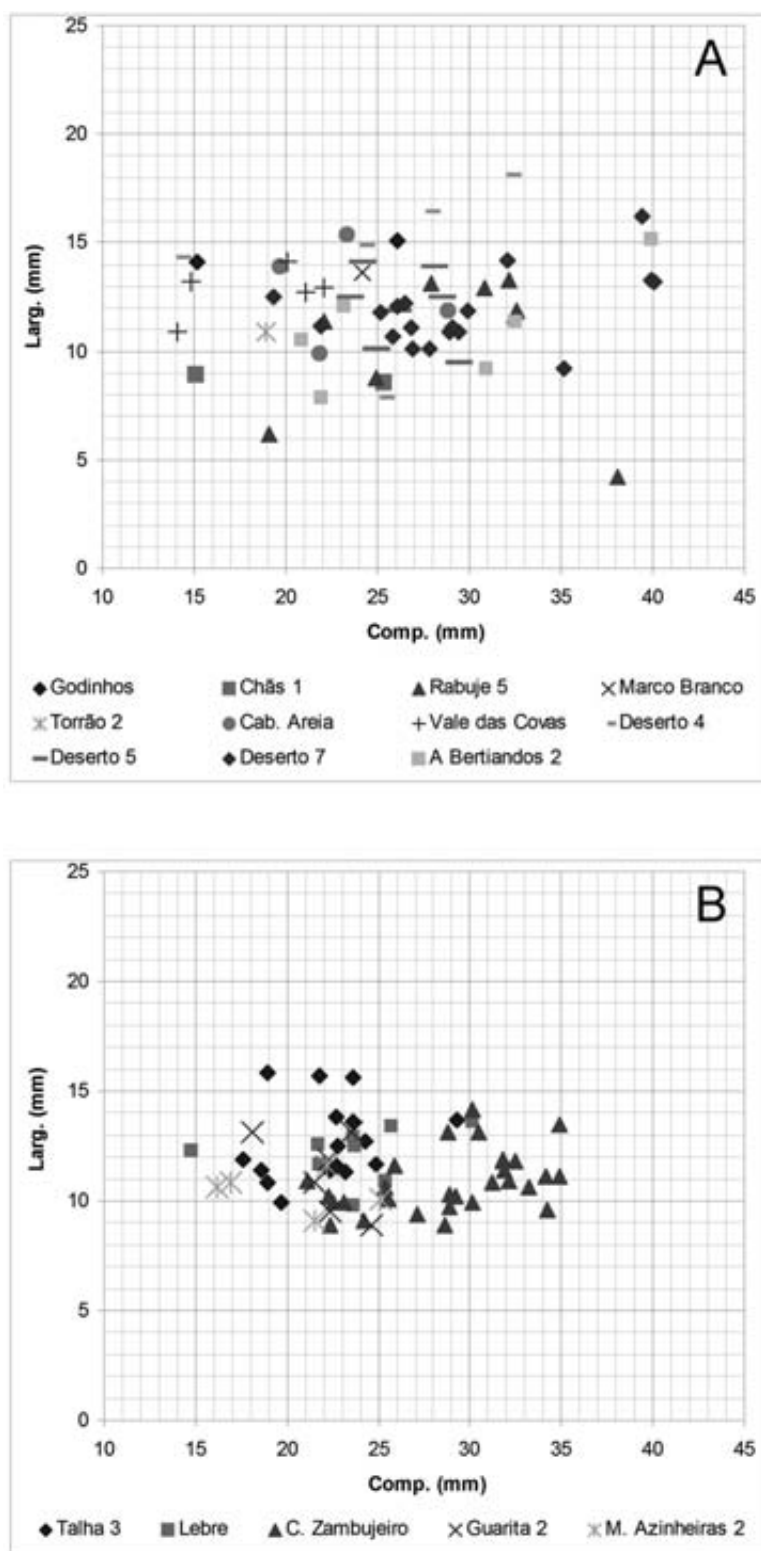 A
25
20
15
10
5
0
Larg. (mm)
10 15 20 25 30 35 40 45
Comp. (mm)
Godinhos Chãs 1 Rabuje 5 Marco Branco
Torrão 2 Cab. Areia Vale das Covas Deserto 4
Deserto 5 Deserto 7 A Bertiandos 2
B
25
20
15
10
5
0
Larg. (mm)
10 15 20 25 30 35 40 45
Comp. (mm)
Talha 3 Lebre C. Zambujeiro Guarita 2 M. Azinheiras 2